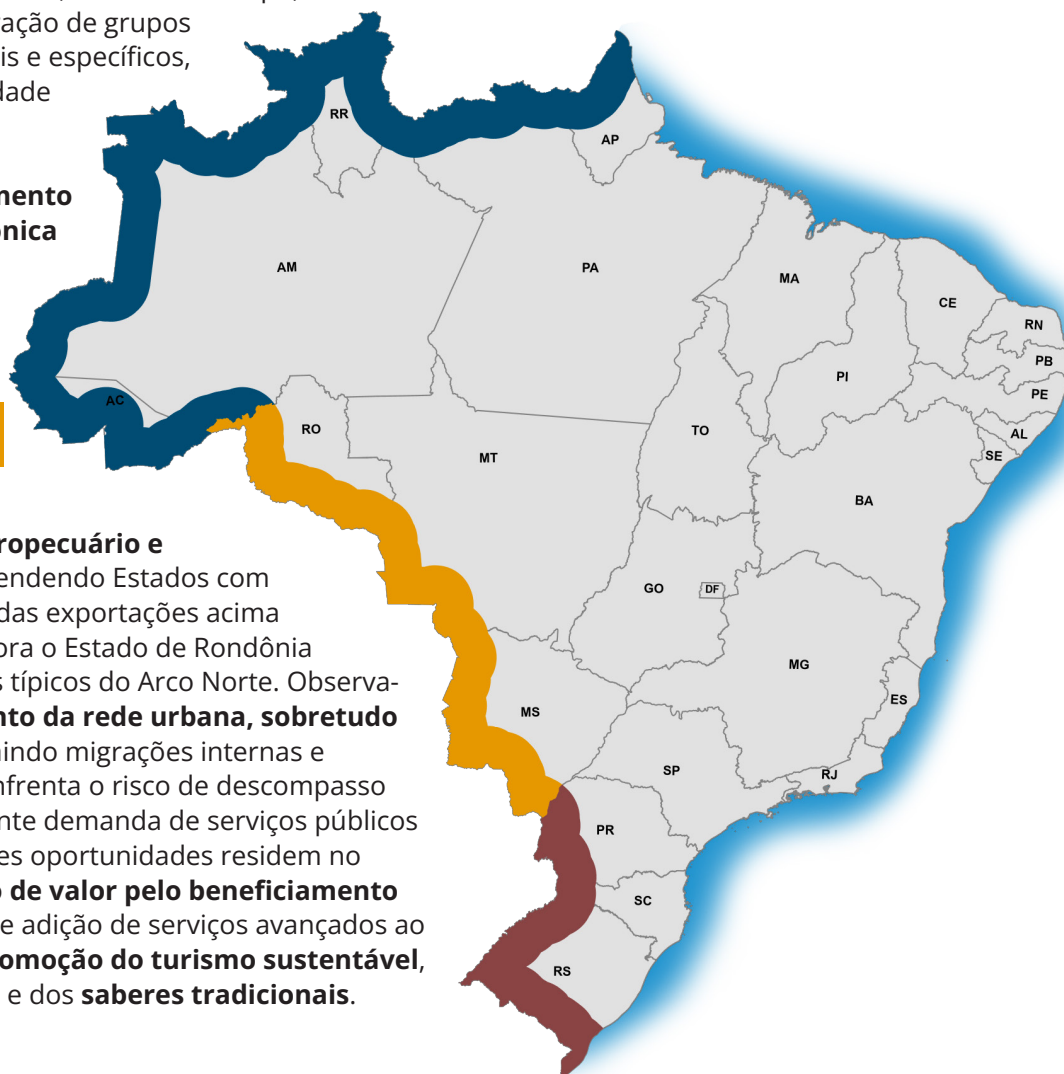 ração de grupos
is e específicos,
dade
mento
ônica
ropecuário e
endendo Estados com
das exportações acima
ora o Estado de Rondônia
s típicos do Arco Norte. Observa-
nto da rede urbana, sobretudo
indo migrações internas e
nfrenta o risco de descompasso
nte demanda de serviços públicos
es oportunidades residem no
o de valor pelo beneficiamento
e adição de serviços avançados ao
omoção do turismo sustentável,
e dos saberes tradicionais.
RR
AP
AM
PA
MA
CE
RN
PB
PE
PI
AL
SE
AC
RO
TO
MT
BA
GO
DF
MG
ES
MS
SP
RJ
PR
SC
RS